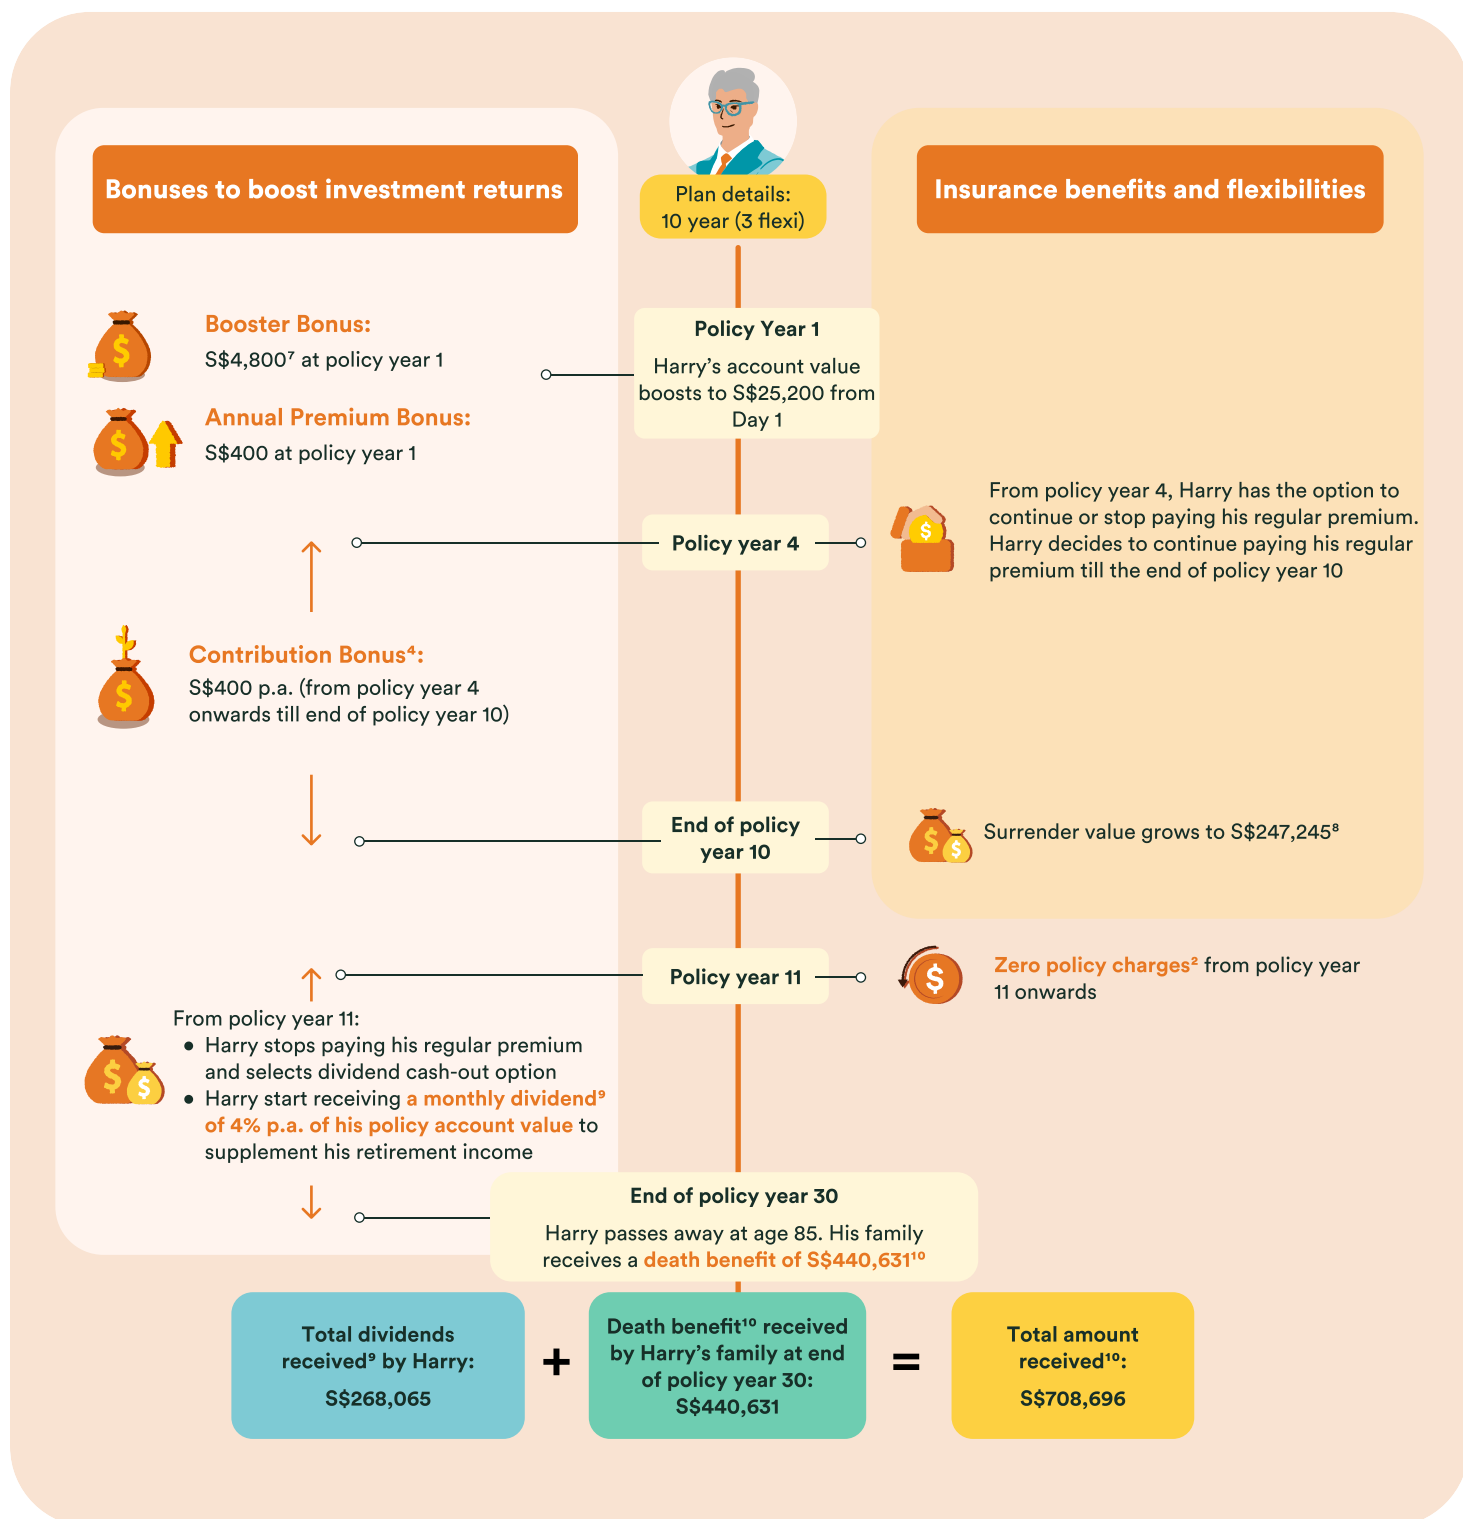 Plan details:
10 year (3 flexi)
Bonuses to boost investment returns
Insurance benefits and flexibilities
Booster Bonus:
S$4,800⁷ at policy year 1
Annual Premium Bonus:
S$400 at policy year 1
Policy Year 1
Harry’s account value
boosts to S$25,200 from
Day 1
Policy year 4
From policy year 4, Harry has the option to
continue or stop paying his regular premium.
Harry decides to continue paying his regular
premium till the end of policy year 10
Contribution Bonus⁴:
S$400 p.a. (from policy year 4
onwards till end of policy year 10)
End of policy
year 10
Surrender value grows to S$247,245⁸
Policy year 11
Zero policy charges² from policy year
11 onwards
From policy year 11:
● Harry stops paying his regular premium
and selects dividend cash-out option
● Harry start receiving a monthly dividend⁹
of 4% p.a. of his policy account value to
supplement his retirement income
End of policy year 30
Harry passes away at age 85. His family
receives a death benefit of S$440,631¹⁰
Total dividends
received⁹ by Harry:
S$268,065
+
Death benefit¹⁰ received
by Harry’s family at end
of policy year 30:
S$440,631
=
Total amount
received¹⁰:
S$708,696